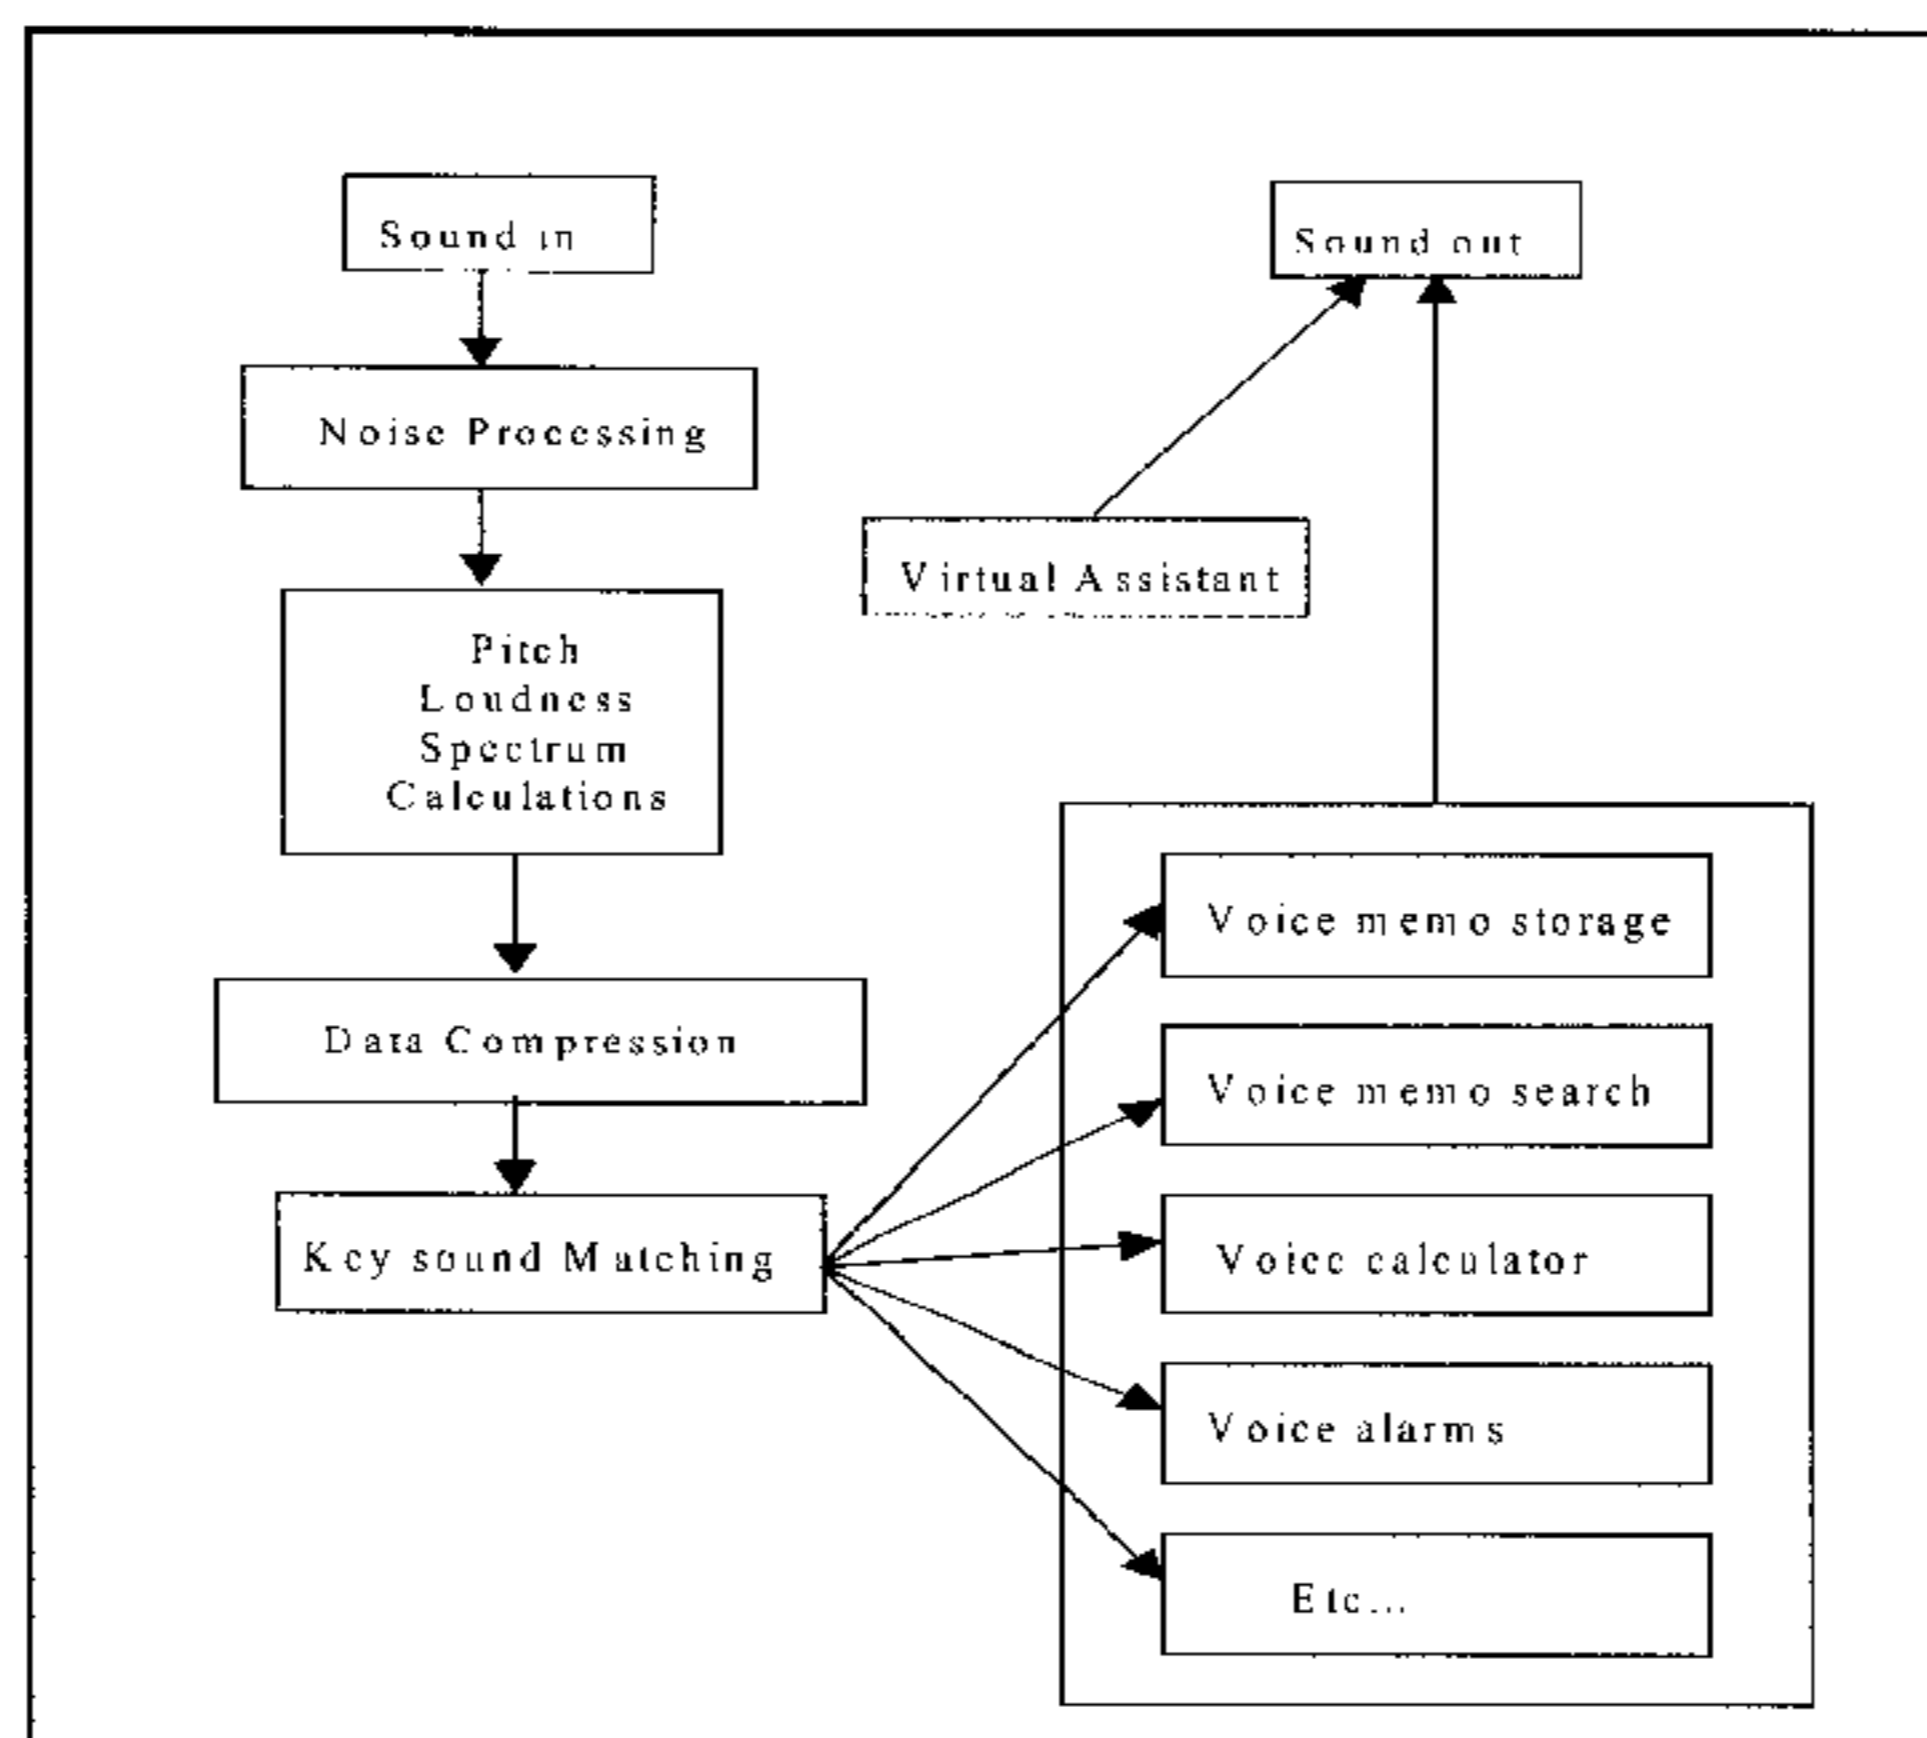 Sound in
Noise Processing
Pitch
Loudness
Spectrum
Calculations
Data Compression
Key sound Matching
Sound out
Virtual Assistant
Voice memo storage
Voice memo search
Voice calculator
Voice alarms
Etc...